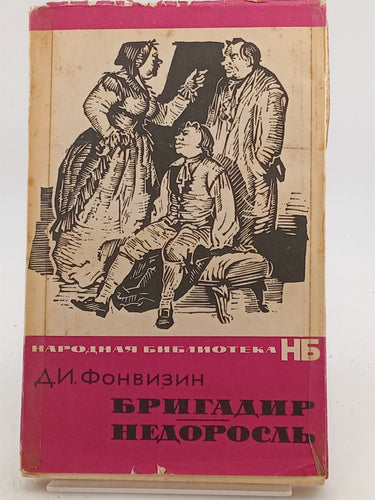 НАРОДНАЯ БИБЛИОТЕКА НБ
Д.И. ФОНВИЗИН
БРИГАДИР
НЕДОРОСЛЬ